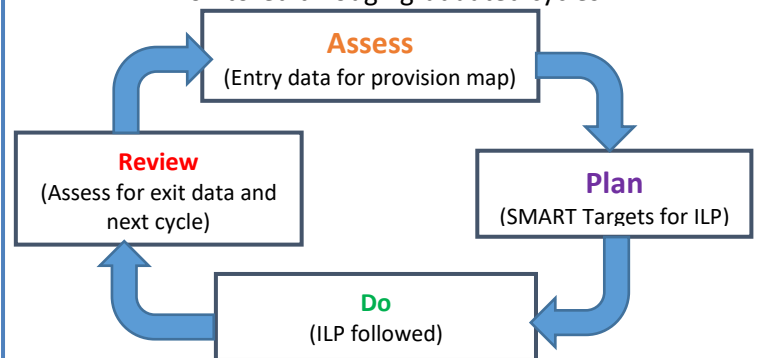 Assess
(Entry data for provision map)
Review
(Assess for exit data and
next cycle)
Plan
(SMART Targets for ILP)
Do
(ILP followed)